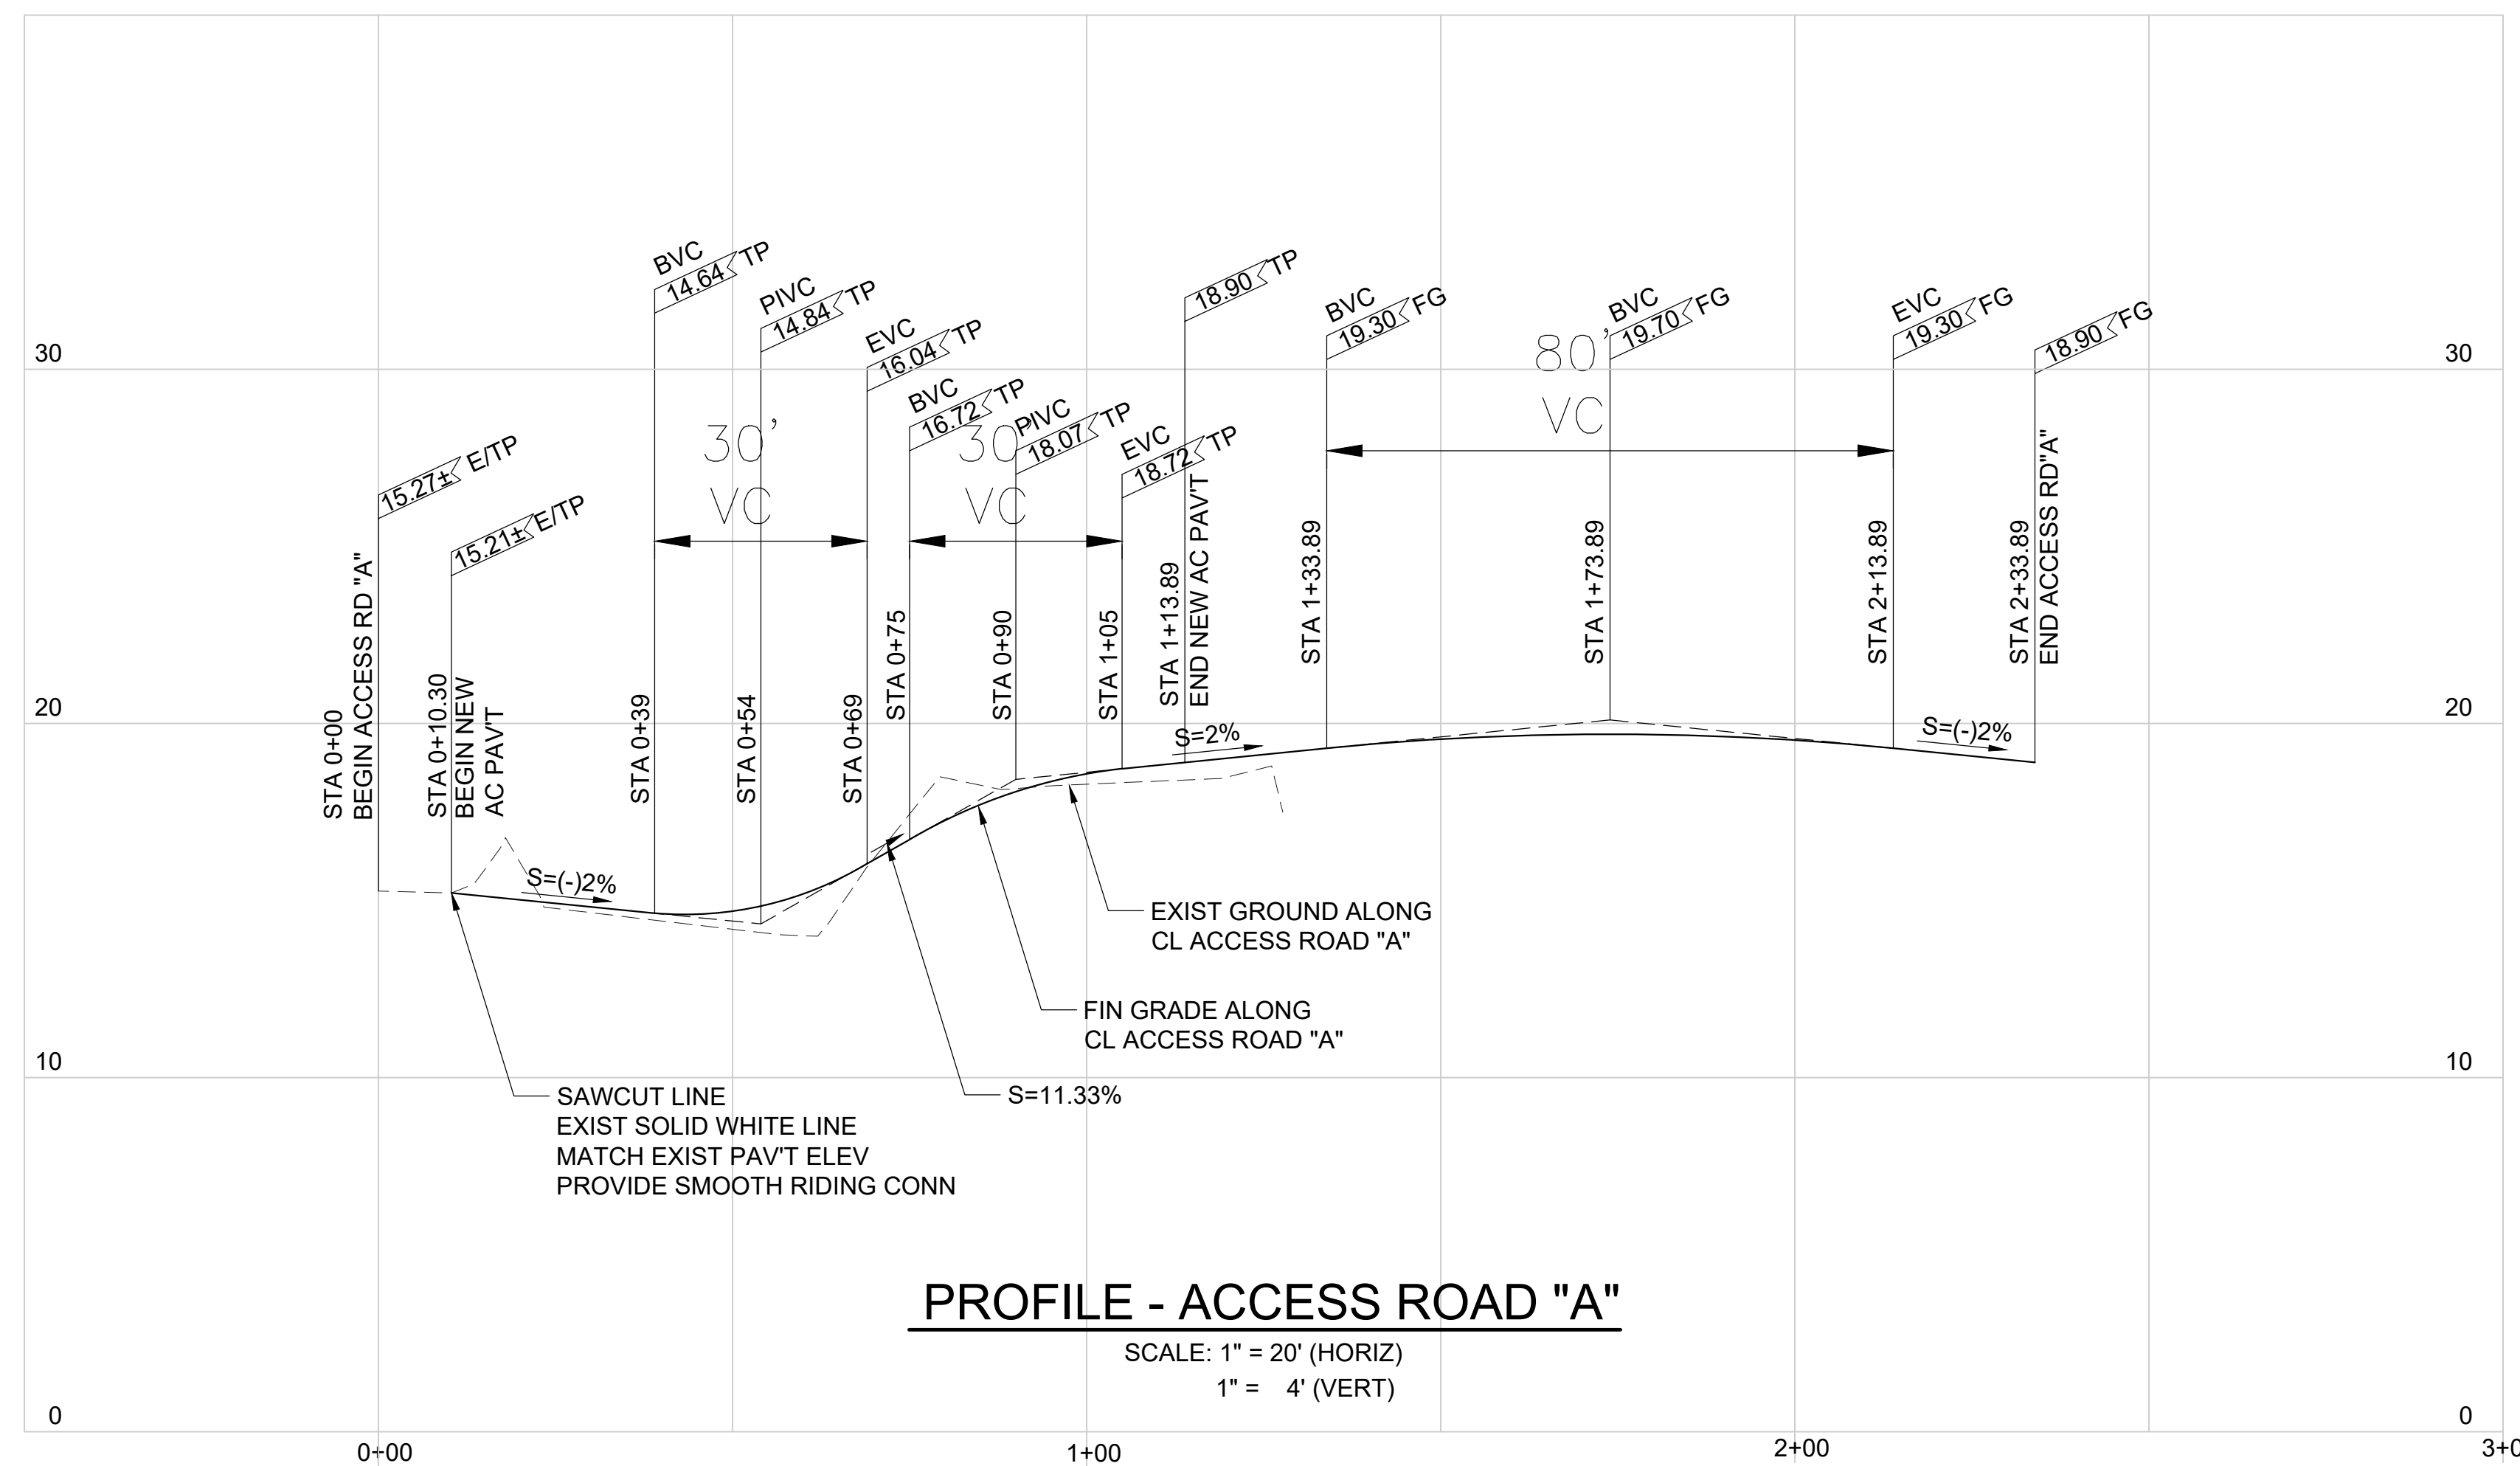 BVC
14.64 TP
PIVC
14.84 TP
EVC
16.04 TP
BVC
16.72 TP
PIVC
18.07 TP
EVC
18.72 TP
18.90 TP
BVC
19.30 FG
BVC
19.70 FG
EVC
19.30 FG
18.90 FG
15.27± E/TP
15.21± E/TP
30'
VC
30'
VC
80'
VC
30
30
20
20
10
10
0
0
STA 0+00
BEGIN ACCESS RD "A"
STA 0+10.30
BEGIN NEW
AC PAV'T
STA 0+39
STA 0+54
STA 0+69
STA 0+75
STA 0+90
STA 1+05
STA 1+13.89
END NEW AC PAV'T
STA 1+33.89
STA 1+73.89
STA 2+13.89
STA 2+33.89
END ACCESS RD"A"
S=(-)2%
S=2%
S=(-)2%
EXIST GROUND ALONG
CL ACCESS ROAD "A"
FIN GRADE ALONG
CL ACCESS ROAD "A"
S=11.33%
SAWCUT LINE
EXIST SOLID WHITE LINE
MATCH EXIST PAV'T ELEV
PROVIDE SMOOTH RIDING CONN
PROFILE - ACCESS ROAD "A"
SCALE: 1" = 20' (HORIZ)
1" = 4' (VERT)
0+00
1+00
2+00
3+0